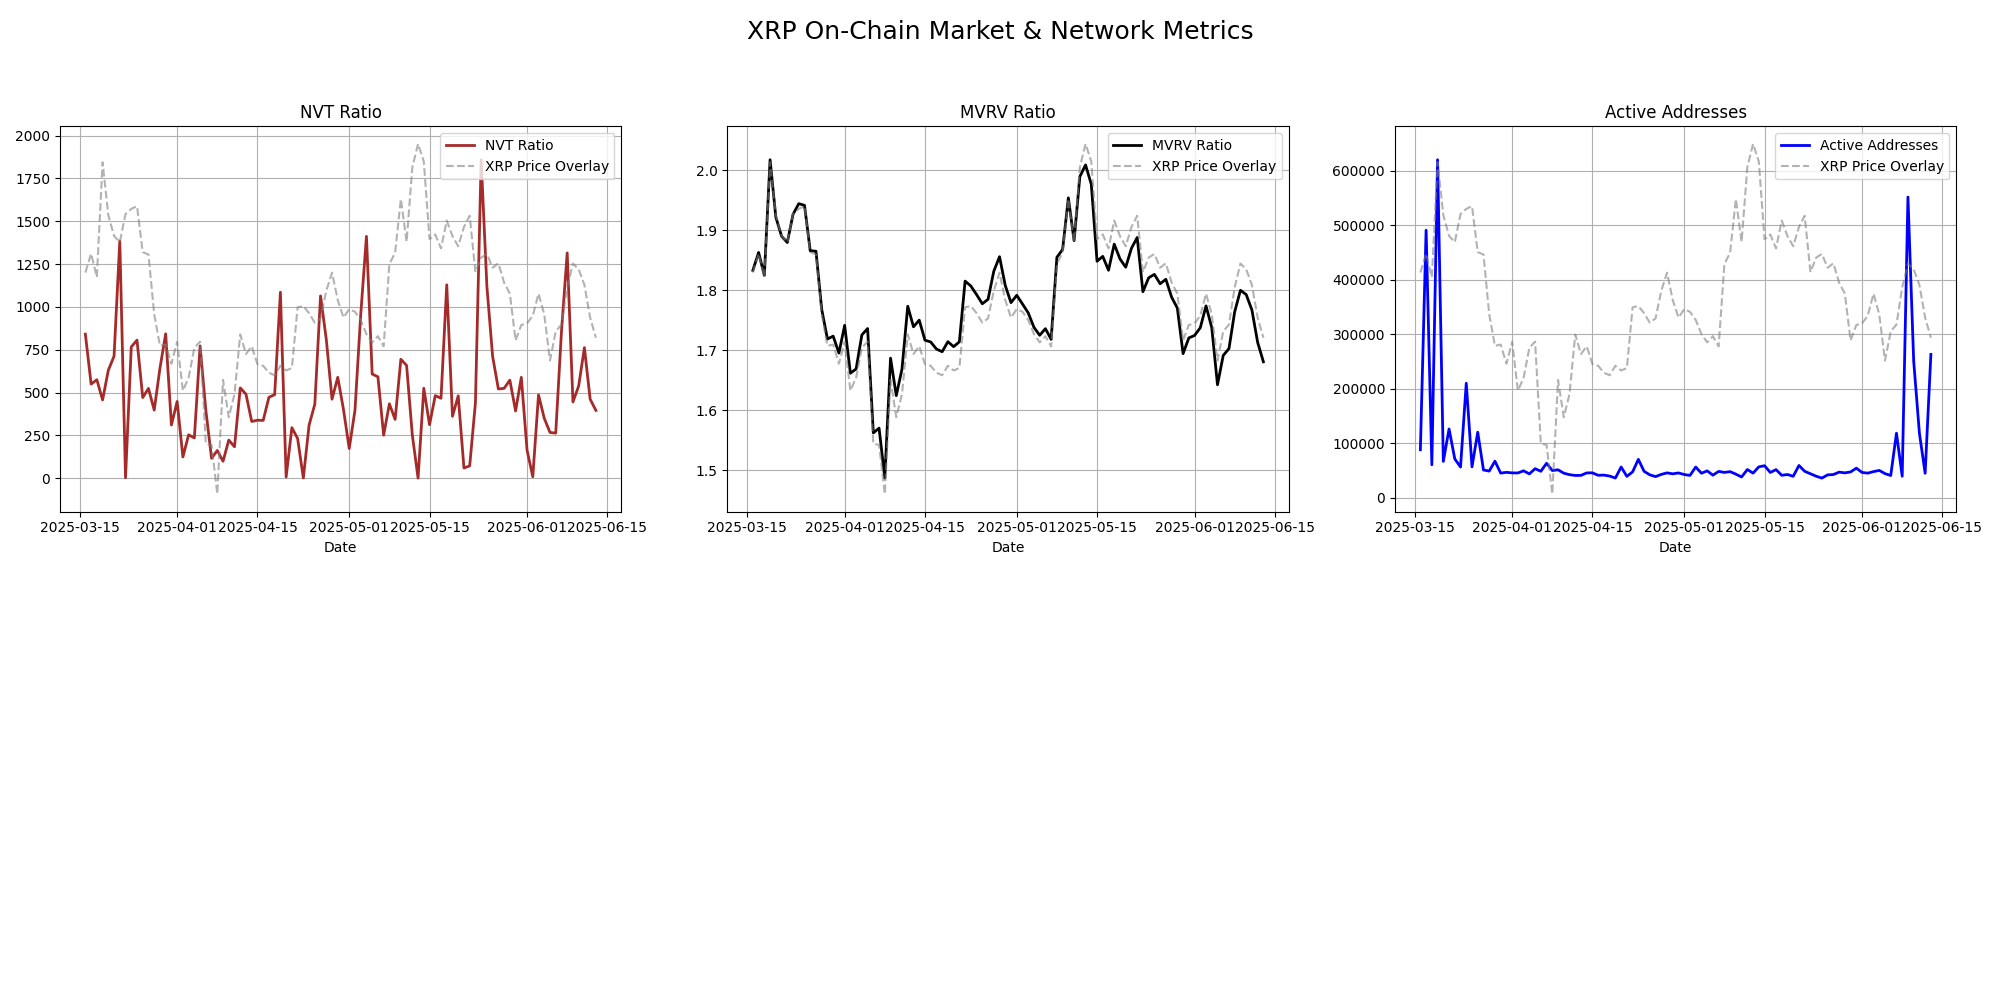 XRP On-Chain Market & Network Metrics
NVT Ratio
NVT Ratio
XRP Price Overlay
2000
1750
1500
1250
1000
750
500
250
0
2025-03-15 2025-04-01 2025-04-15 2025-05-01 2025-05-15 2025-06-01 2025-06-15
Date
MVRV Ratio
MVRV Ratio
XRP Price Overlay
2.0
1.9
1.8
1.7
1.6
1.5
2025-03-15 2025-04-01 2025-04-15 2025-05-01 2025-05-15 2025-06-01 2025-06-15
Date
Active Addresses
Active Addresses
XRP Price Overlay
600000
500000
400000
300000
200000
100000
0
2025-03-15 2025-04-01 2025-04-15 2025-05-01 2025-05-15 2025-06-01 2025-06-15
Date